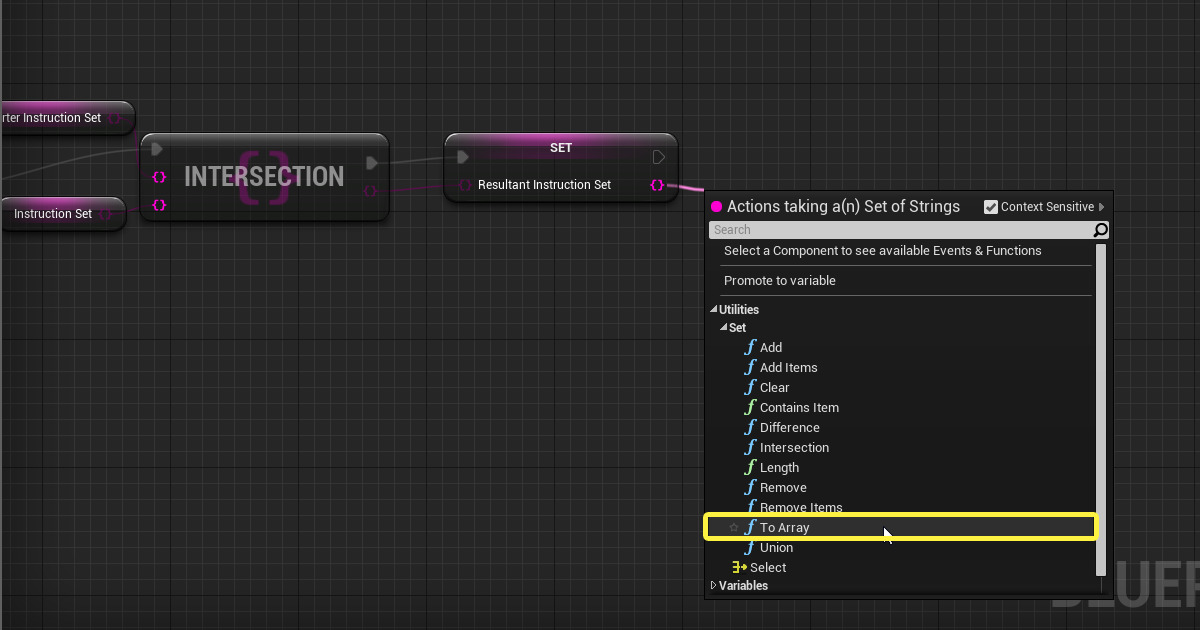 rter Instruction Set
INTERSECTION
Instruction Set
SET
Resultant Instruction Set
Actions taking a(n) Set of Strings
Context Sensitive
Search
Select a Component to see available Events & Functions
Promote to variable
Utilities
Set
Add
Add Items
Clear
Contains Item
Difference
Intersection
Length
Remove
Remove Items
To Array
Union
Select
Variables
BLUEP